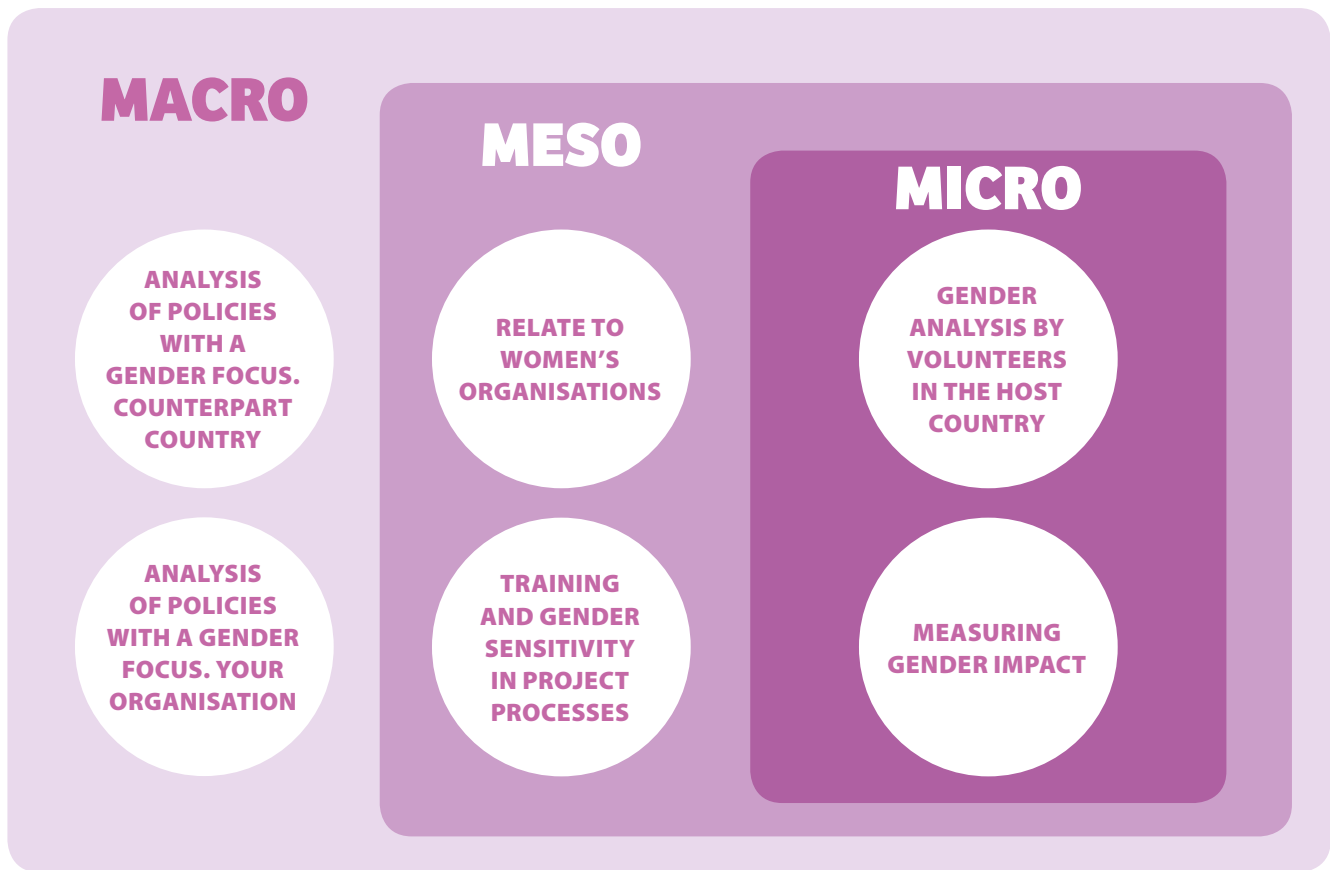 MACRO
ANALYSIS
OF POLICIES
WITH A
GENDER FOCUS.
COUNTERPART
COUNTRY
ANALYSIS
OF POLICIES
WITH A GENDER
FOCUS. YOUR
ORGANISATION
MESO
RELATE TO
WOMEN’S
ORGANISATIONS
TRAINING
AND GENDER
SENSITIVITY
IN PROJECT
PROCESSES
MICRO
GENDER
ANALYSIS BY
VOLUNTEERS
IN THE HOST
COUNTRY
MEASURING
GENDER IMPACT